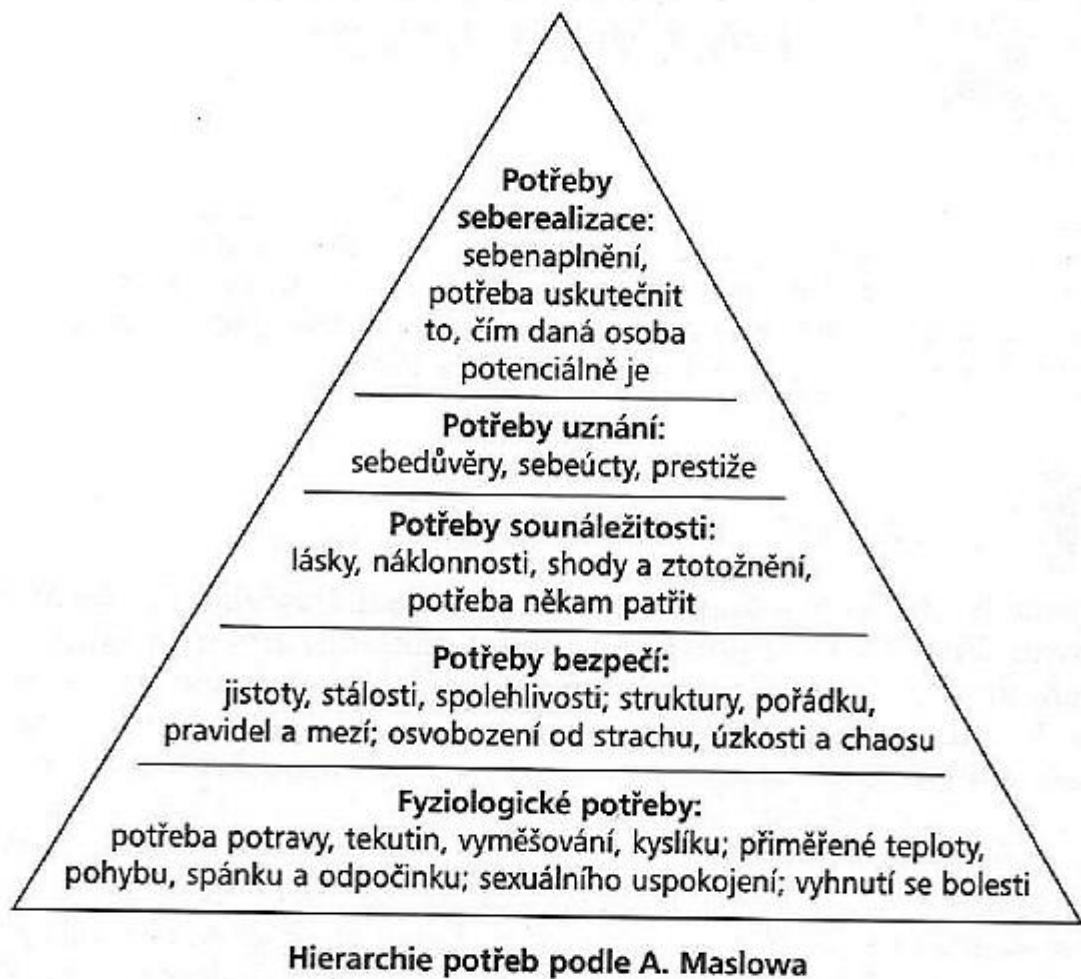 Potřeby
seberealizace:
sebenaplnění,
potřeba uskutečnit
to, čím daná osoba
potenciálně je
Potřeby uznání:
sebedůvěry, sebeúcty, prestiže
Potřeby sounáležitosti:
lásky, náklonnosti, shody a ztotožnění,
potřeba někam patřit
Potřeby bezpečí:
jistoty, stálosti, spolehlivosti; struktury, pořádku,
pravidel a mezí; osvobození od strachu, úzkosti a chaosu
Fyziologické potřeby:
potřeba potravy, tekutin, vyměšování, kyslíku; přiměřené teploty,
pohybu, spánku a odpočinku; sexuálního uspokojení; vyhnutí se bolesti
Hierarchie potřeb podle A. Maslowa